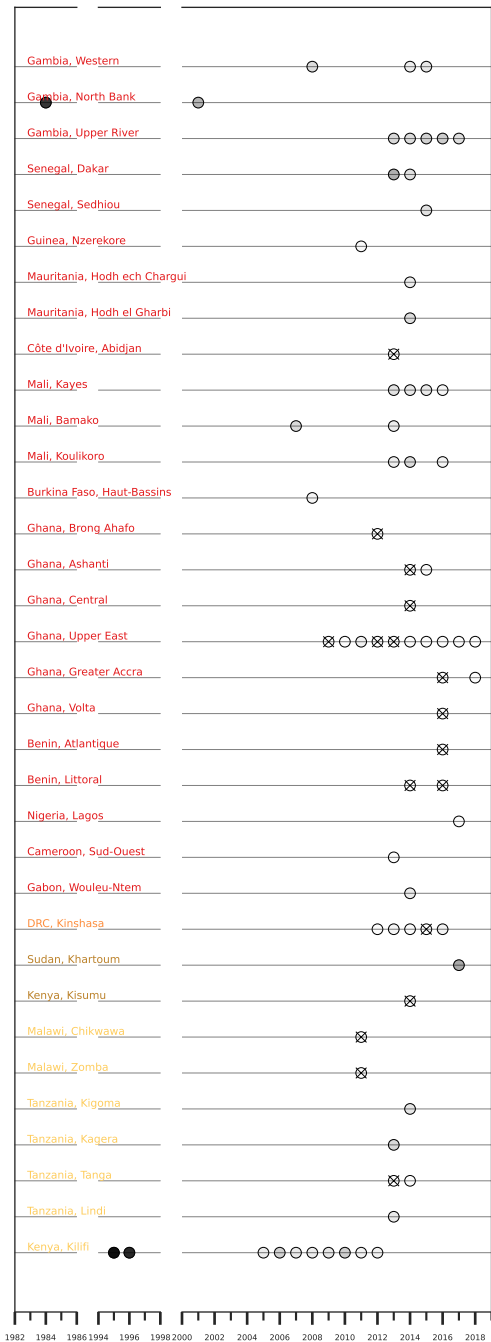 Gambia, Western
Gambia, North Bank
Gambia, Upper River
Senegal, Dakar
Senegal, Sedhiou
Guinea, Nzerekore
Mauritania, Hodh ech Chargui
Mauritania, Hodh el Gharbi
Côte d'Ivoire, Abidjan
Mali, Kayes
Mali, Bamako
Mali, Koulikoro
Burkina Faso, Haut-Bassins
Ghana, Brong Ahafo
Ghana, Ashanti
Ghana, Central
Ghana, Upper East
Ghana, Greater Accra
Ghana, Volta
Benin, Atlantique
Benin, Littoral
Nigeria, Lagos
Cameroon, Sud-Ouest
Gabon, Wouleu-Ntem
DRC, Kinshasa
Sudan, Khartoum
Kenya, Kisumu
Malawi, Chikwawa
Malawi, Zomba
Tanzania, Kigoma
Tanzania, Kagera
Tanzania, Tanga
Tanzania, Lindi
Kenya, Kilifi
1982 1984 1986 1994 1996 1998 2000 2002 2004 2006 2008 2010 2012 2014 2016 2018